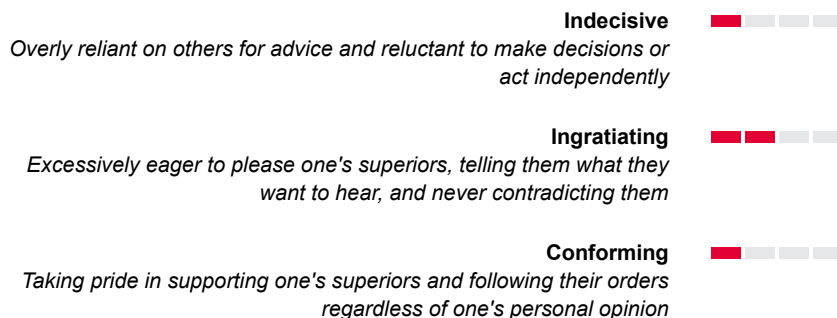 Indecisive
Overly reliant on others for advice and reluctant to make decisions or
act independently
Ingratiating
Excessively eager to please one's superiors, telling them what they
want to hear, and never contradicting them
Conforming
Taking pride in supporting one's superiors and following their orders
regardless of one's personal opinion